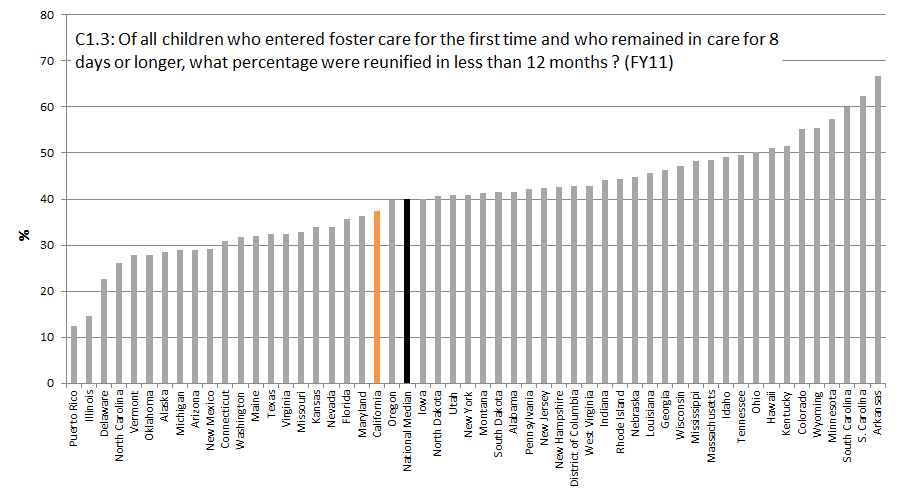 80
C1.3: Of all children who entered foster care for the first time and who remained in care for 8
days or longer, what percentage were reunified in less than 12 months ? (FY11)
70
60
50
40
30
20
10
0
%
Puerto Rico
Illinois
Delaware
North Carolina
Vermont
Oklahoma
Alaska
Michigan
Arizona
New Mexico
Connecticut
Washington
Maine
Texas
Virginia
Missouri
Kansas
Nevada
Florida
Maryland
California
Oregon
National Median
Iowa
North Dakota
Utah
New York
Montana
South Dakota
Alabama
Pennsylvania
New Jersey
New Hampshire
District of Columbia
West Virginia
Indiana
Rhode Island
Nebraska
Louisiana
Georgia
Wisconsin
Mississippi
Massachusetts
Idaho
Tennessee
Ohio
Hawaii
Kentucky
Colorado
Wyoming
Minnesota
South Carolina
S. Carolina
Arkansas